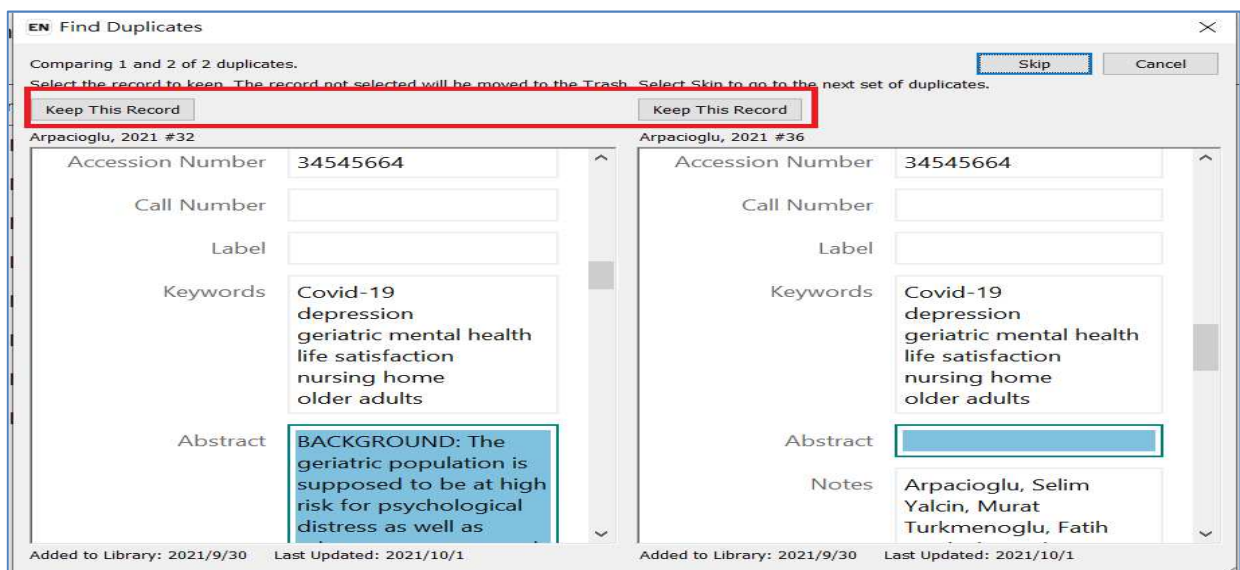 EN Find Duplicates
Comparing 1 and 2 of 2 duplicates.
Skip
Cancel
Select the record to keep. The record not selected will be moved to the Trash. Select Skip to go to the next set of duplicates.
Keep This Record
Keep This Record
Arpacioglu, 2021 #32
Accession Number 34545664
Call Number
Label
Keywords Covid-19
depression
geriatric mental health
life satisfaction
nursing home
older adults
Abstract BACKGROUND: The
geriatric population is
supposed to be at high
risk for psychological
distress as well as
Added to Library: 2021/9/30 Last Updated: 2021/10/1
Arpacioglu, 2021 #36
Accession Number 34545664
Call Number
Label
Keywords Covid-19
depression
geriatric mental health
life satisfaction
nursing home
older adults
Abstract
Notes Arpacioglu, Selim
Yalcin, Murat
Turkmenoglu, Fatih
Added to Library: 2021/9/30 Last Updated: 2021/10/1